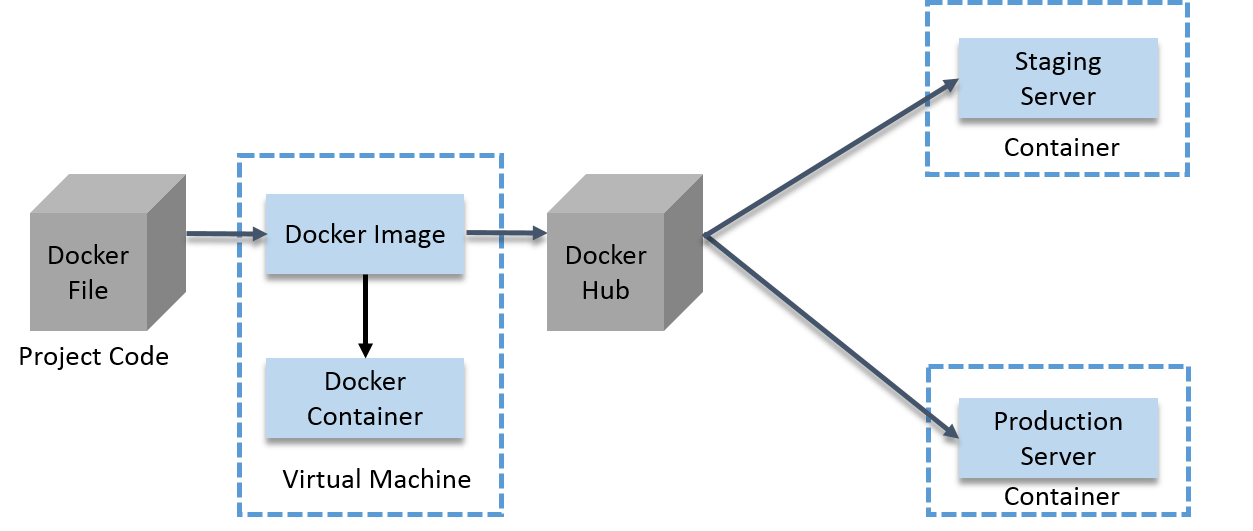 Docker
File
Project Code
Docker Image
Docker
Container
Virtual Machine
Docker
Hub
Staging
Server
Container
Production
Server
Container